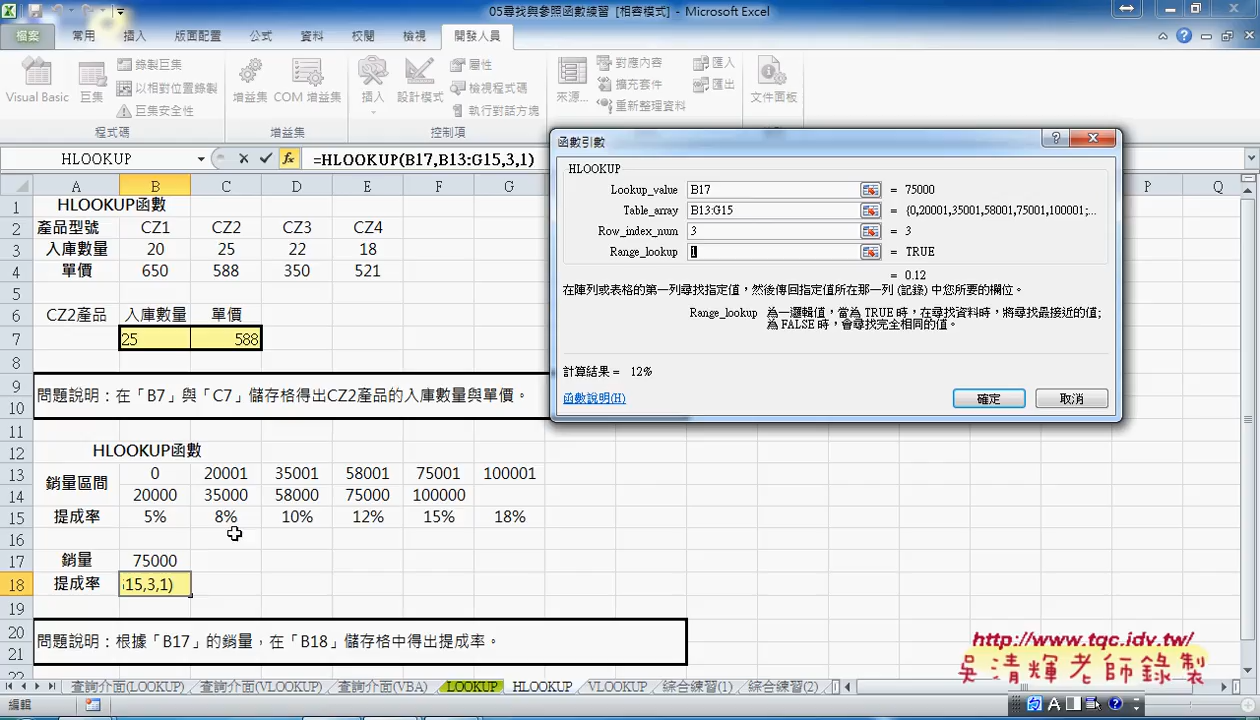 05尋找與參照函數練習 [相容模式] - Microsoft Excel
檔案 常用 插入 版面配置 公式 資料 校閱 檢視 開發人員
Visual Basic 巨集 錄製巨集 以相對位置錄製 巨集安全性 增益集 COM 增益集 插入 設計模式 屬性 檢視程式碼 執行對話方塊 來源... 對應內容 擴充套件 重新整理資料 匯入 匯出 文件面板
程式碼 增益集 控制項
HLOOKUP =HLOOKUP(B17,B13:G15,3,1)
函數引數
HLOOKUP
Lookup_value B17 = 75000
Table_array B13:G15 = {0,20001,35001,58001,75001,100001;...
Row_index_num 3 = 3
Range_lookup 1 = TRUE
= 0.12
在陣列或表格的第一列尋找指定值，然後傳回指定值所在那一列 (記錄) 中您所要的欄位。
Range_lookup 為一邏輯值，當為 TRUE 時，在尋找資料時，將尋找最接近的值;
為 FALSE 時，會尋找完全相同的值。
計算結果 = 12%
函數說明(H) 確定 取消
A B C D E F G P Q
1 HLOOKUP函數
2 產品型號 CZ1 CZ2 CZ3 CZ4
3 入庫數量 20 25 22 18
4 單價 650 588 350 521
5
6 CZ2產品 入庫數量 單價
7 25 588
8
9 問題說明：在「B7」與「C7」儲存格得出CZ2產品的入庫數量與單價。
10
11
12 HLOOKUP函數
13 銷量區間 0 20001 35001 58001 75001 100001
14 20000 35000 58000 75000 100000
15 提成率 5% 8% 10% 12% 15% 18%
16
17 銷量 75000
18 提成率 15,3,1)
19
20 問題說明：根據「B17」的銷量，在「B18」儲存格中得出提成率。
21
22
http://www.tqc.idv.tw/
吳清輝老師錄製
查詢介面(LOOKUP) 查詢介面(VLOOKUP) 查詢介面(VBA) LOOKUP HLOOKUP VLOOKUP 綜合練習(1) 綜合練習(2)
編輯